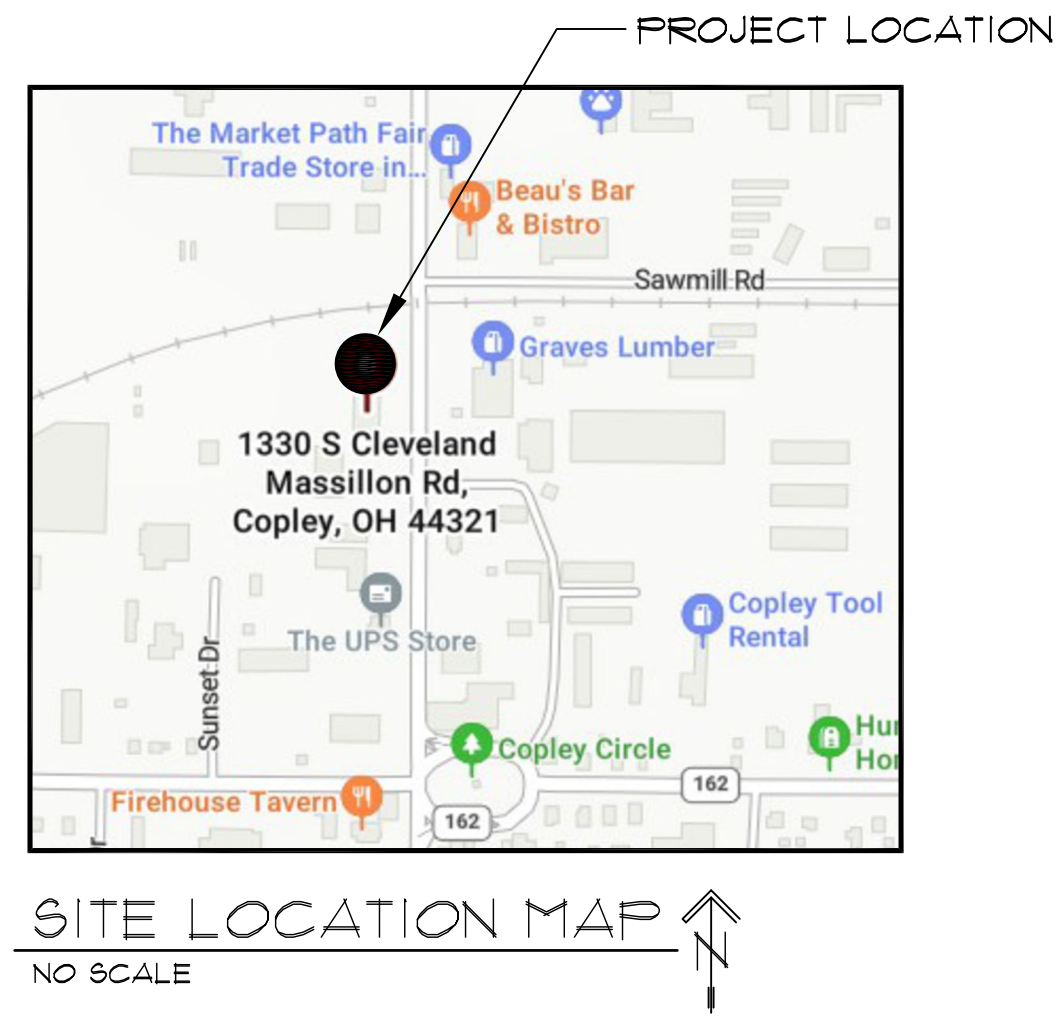 PROJECT LOCATION
The Market Path Fair
Trade Store in...
Beau's Bar
& Bistro
Sawmill Rd
Graves Lumber
1330 S Cleveland
Massillon Rd,
Copley, OH 44321
The UPS Store
Copley Tool
Rental
Sunset Dr
Copley Circle
Hur
Hor
162
Firehouse Tavern
162
r
SITE LOCATION MAP
N
NO SCALE